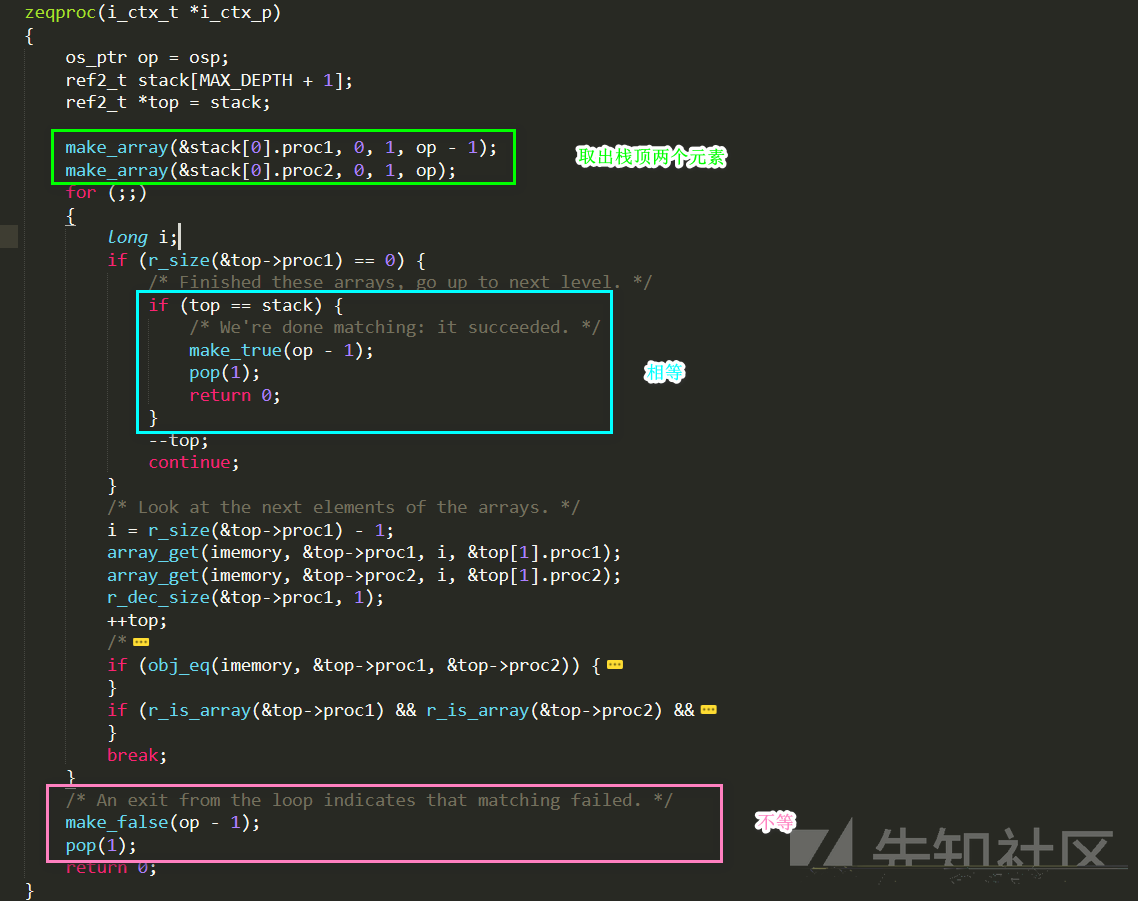 zeqproc(i_ctx_t *i_ctx_p)
{
os_ptr op = osp;
ref2_t stack[MAX_DEPTH + 1];
ref2_t *top = stack;
make_array(&stack[0].proc1, 0, 1, op - 1);
取出栈顶两个元素
make_array(&stack[0].proc2, 0, 1, op);
for (;;)
{
long i;
if (r_size(&top->proc1) == 0) {
/* Finished these arrays, go up to next level. */
if (top == stack) {
/* We're done matching: it succeeded. */
make_true(op - 1);
pop(1);
相等
return 0;
}
--top;
continue;
}
/* Look at the next elements of the arrays. */
i = r_size(&top->proc1) - 1;
array_get(imemory, &top->proc1, i, &top[1].proc1);
array_get(imemory, &top->proc2, i, &top[1].proc2);
r_dec_size(&top->proc1, 1);
++top;
/*
if (obj_eq(imemory, &top->proc1, &top->proc2)) {
}
if (r_is_array(&top->proc1) && r_is_array(&top->proc2) &&
}
break;
}
/* An exit from the loop indicates that matching failed. */
make_false(op - 1);
不等
pop(1);
先知社区
return 0;
}